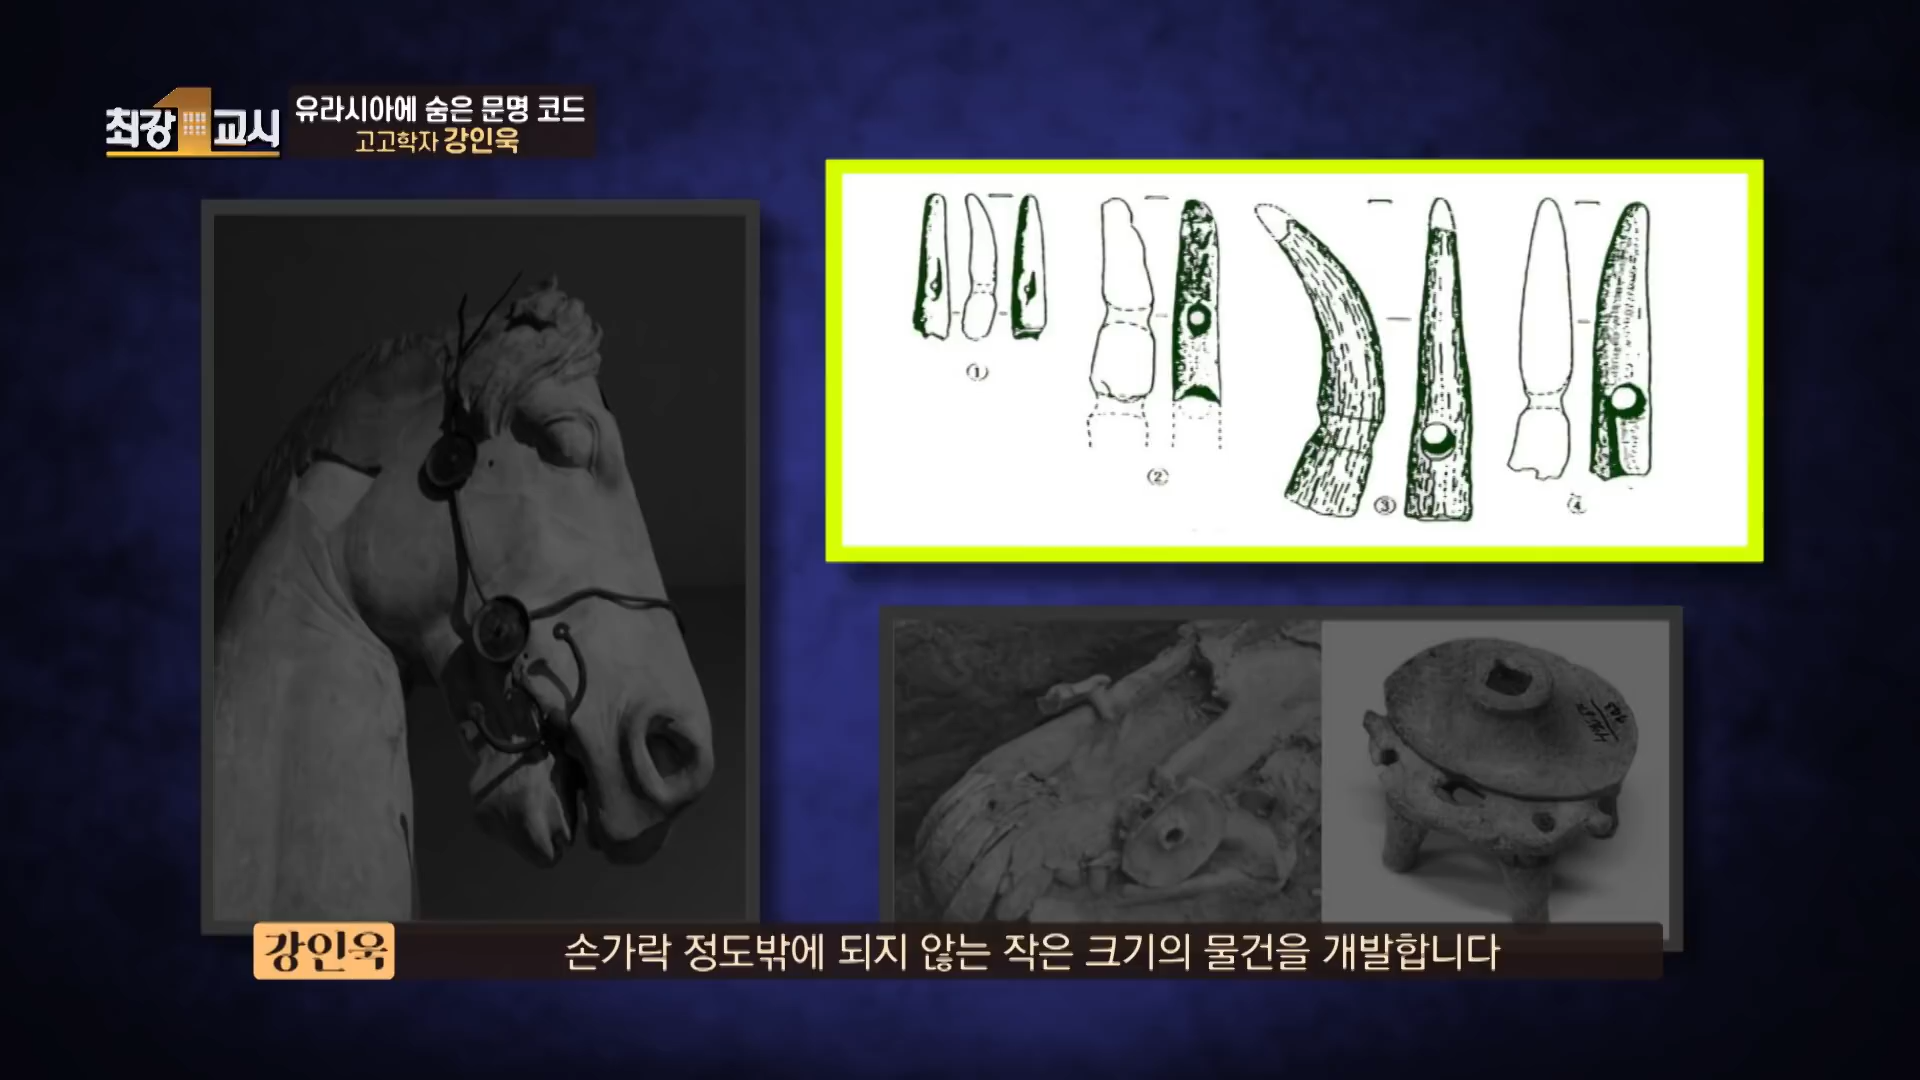 최강1교시
유라시아에 숨은 문명 코드
고고학자 강인욱
①
②
③
④
강인욱
손가락 정도밖에 되지 않는 작은 크기의 물건을 개발합니다